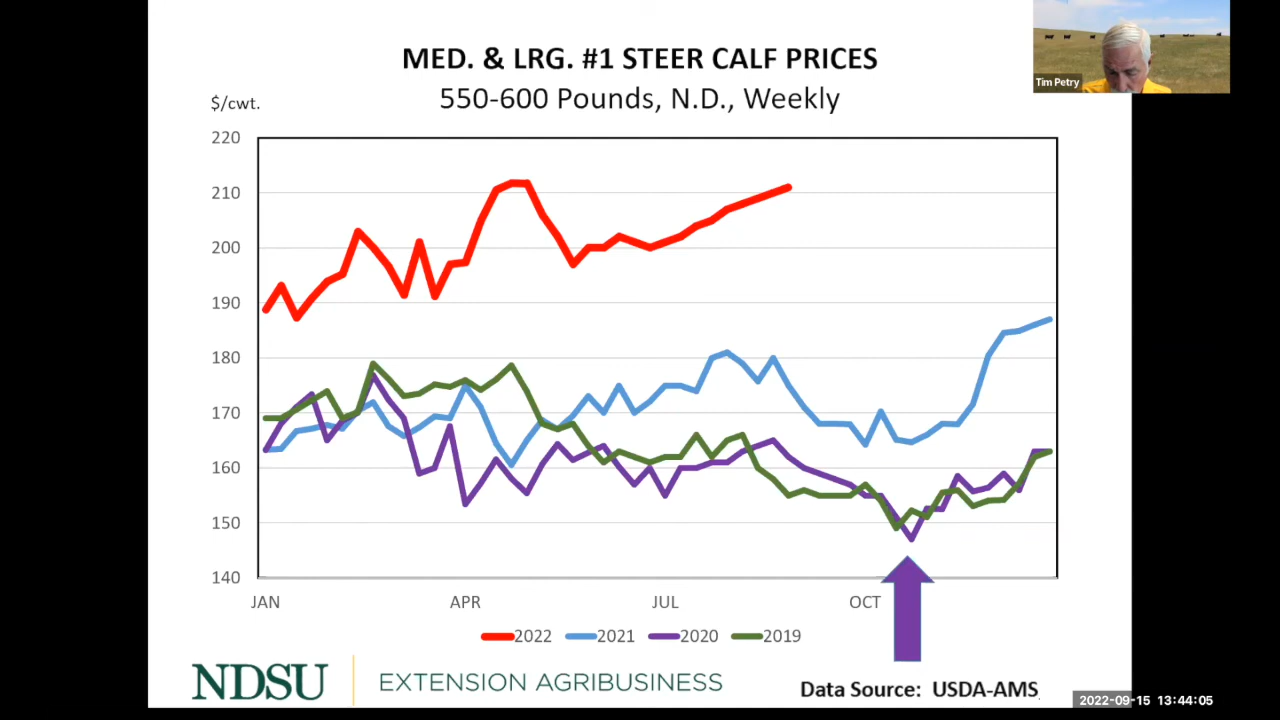 MED. & LRG. #1 STEER CALF PRICES
550-600 Pounds, N.D., Weekly
Tim Petry
$/cwt.
220
210
200
190
180
170
160
150
140
JAN APR JUL OCT
2022 2021 2020 2019
NDSU EXTENSION AGRIBUSINESS
Data Source: USDA-AMS
2022-09-15 13:44:05